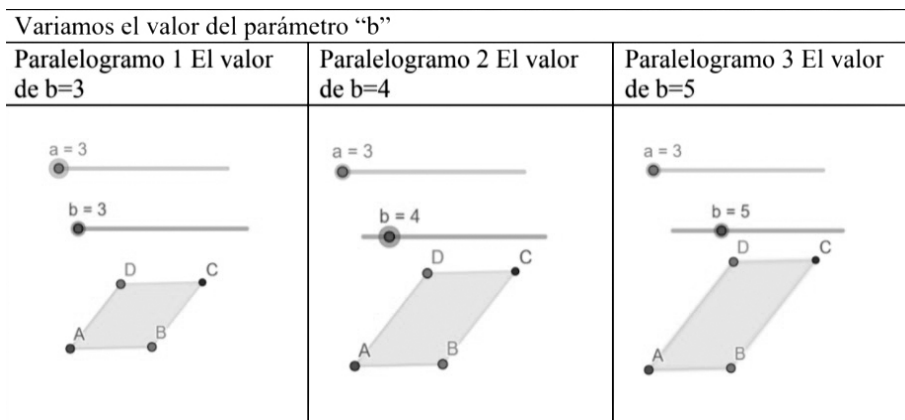 Variamos el valor del parámetro “b”
Paralelogramo 1 El valor
de b=3
Paralelogramo 2 El valor
de b=4
Paralelogramo 3 El valor
de b=5
a = 3
b = 3
D
C
A
B
a = 3
b = 4
D
C
A
B
a = 3
b = 5
D
C
A
B